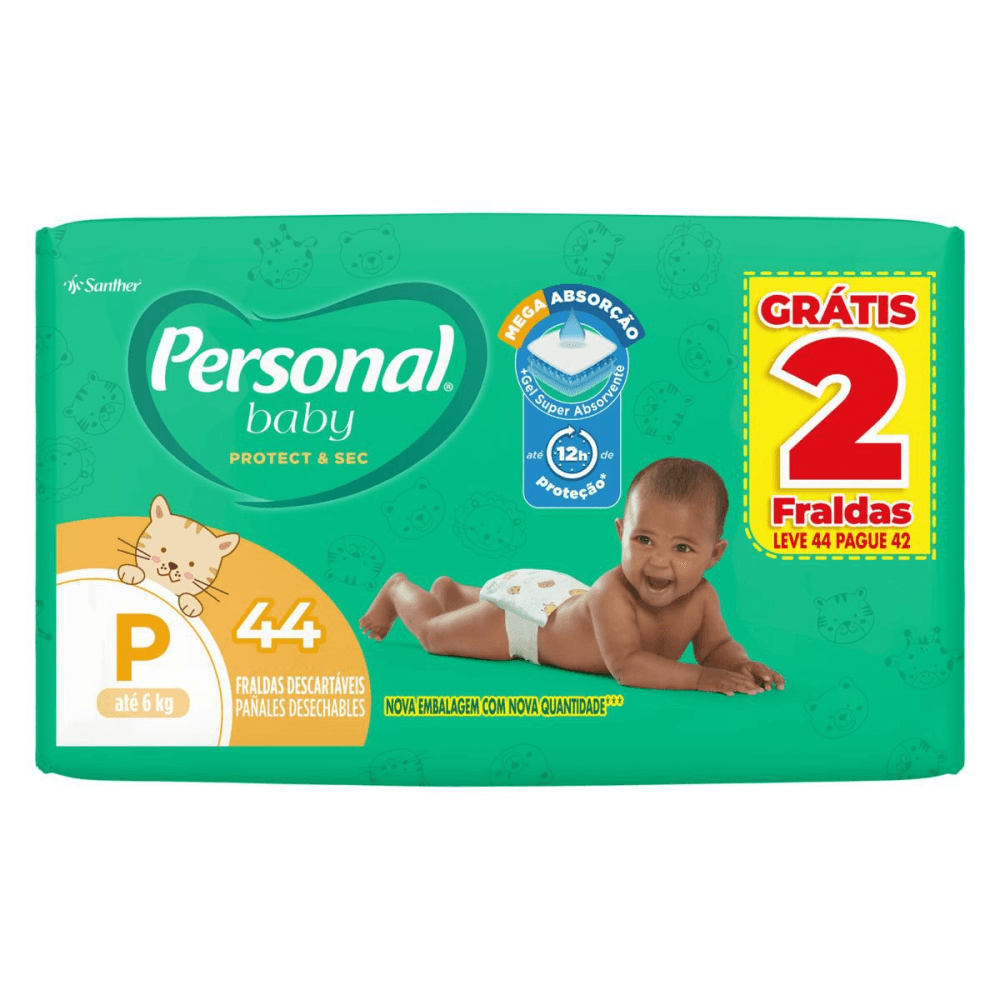 Santher
Personal®
baby
PROTECT & SEC
MEGA ABSORÇÃO
+Gel Super Absorvente
até 12h de
proteção*
GRÁTIS
2
Fraldas
LEVE 44 PAGUE 42
P
até 6 kg
44
FRALDAS DESCARTÁVEIS
PAÑALES DESECHABLES
NOVA EMBALAGEM COM NOVA QUANTIDADE***